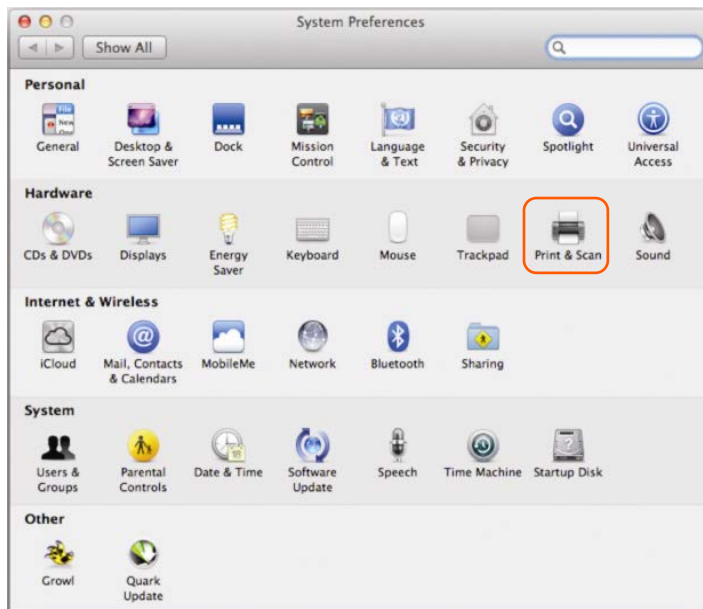 System Preferences
Show All
Personal
General
Desktop &
Screen Saver
Dock
Mission
Control
Language
& Text
Security
& Privacy
Spotlight
Universal
Access
Hardware
CDs & DVDs
Displays
Energy
Saver
Keyboard
Mouse
Trackpad
Print & Scan
Sound
Internet & Wireless
iCloud
Mail, Contacts
& Calendars
MobileMe
Network
Bluetooth
Sharing
System
Users &
Groups
Parental
Controls
Date & Time
Software
Update
Speech
Time Machine
Startup Disk
Other
Growl
Quark
Update